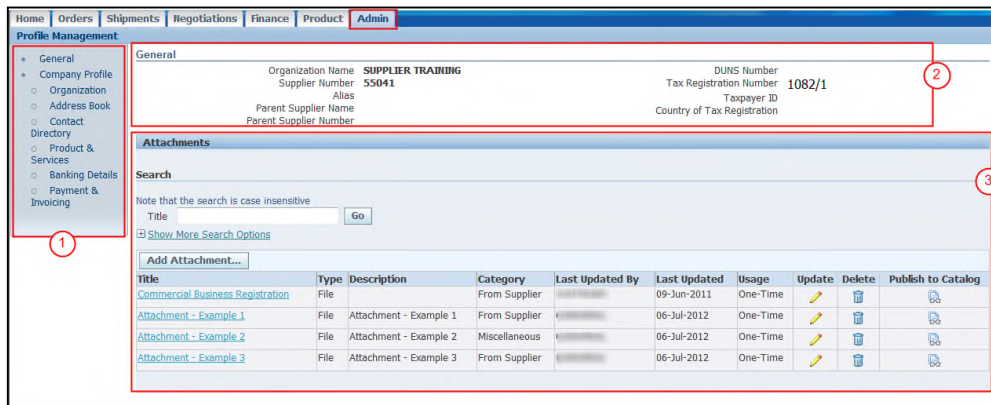 Home Orders Shipments Negotiations Finance Product Admin
Profile Management
General
Company Profile
Organization
Address Book
Contact
Directory
Product &
Services
Banking Details
Payment &
Invoicing
1
General
Organization Name SUPPLIER TRAINING
Supplier Number 55041
Alias
Parent Supplier Name
Parent Supplier Number
DUNS Number
Tax Registration Number 1082/1
Taxpayer ID
Country of Tax Registration
2
Attachments
3
Search
Note that the search is case insensitive
Title Go
Show More Search Options
Add Attachment...
Title Type Description Category Last Updated By Last Updated Usage Update Delete Publish to Catalog
Commercial Business Registration File From Supplier 09-Jun-2011 One-Time
Attachment - Example 1 File Attachment - Example 1 From Supplier 06-Jul-2012 One-Time
Attachment - Example 2 File Attachment - Example 2 Miscellaneous 06-Jul-2012 One-Time
Attachment - Example 3 File Attachment - Example 3 From Supplier 06-Jul-2012 One-Time